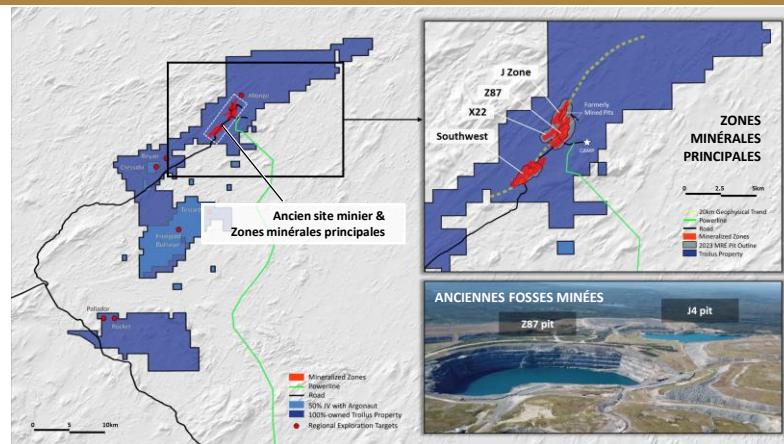 Allongé
Beyan
Testard
Pallador
Rocket
Ancien site minier &
Zones minérales principales
Mineralized Zones
Powerline
Road
50% JV with Argonaut
100%-owned Troilus Property
Regional Exploration Targets
0 5 10km
J Zone
Z87
X22
Southwest
Formerly
Mined Pits
CAMP
ZONES
MINÉRALES
PRINCIPALES
0 2.5 5km
20km Geophysical Trend
Powerline
Road
Mineralized Zones
2023 MRE Pit Outline
Troilus Property
ANCIENNES FOSSES MINÉES
Z87 pit
J4 pit